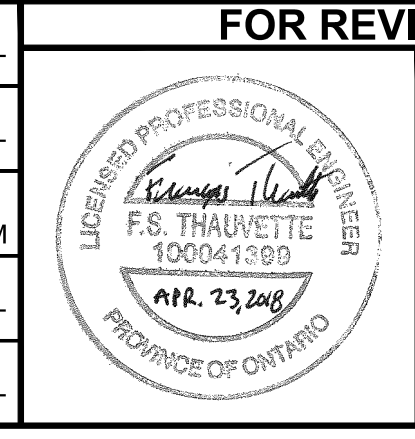 FOR REVI
LICENSED PROFESSIONAL ENGINEER
F.S. THAUVETTE
100041399
APR. 23, 2018
PROVINCE OF ONTARIO
M